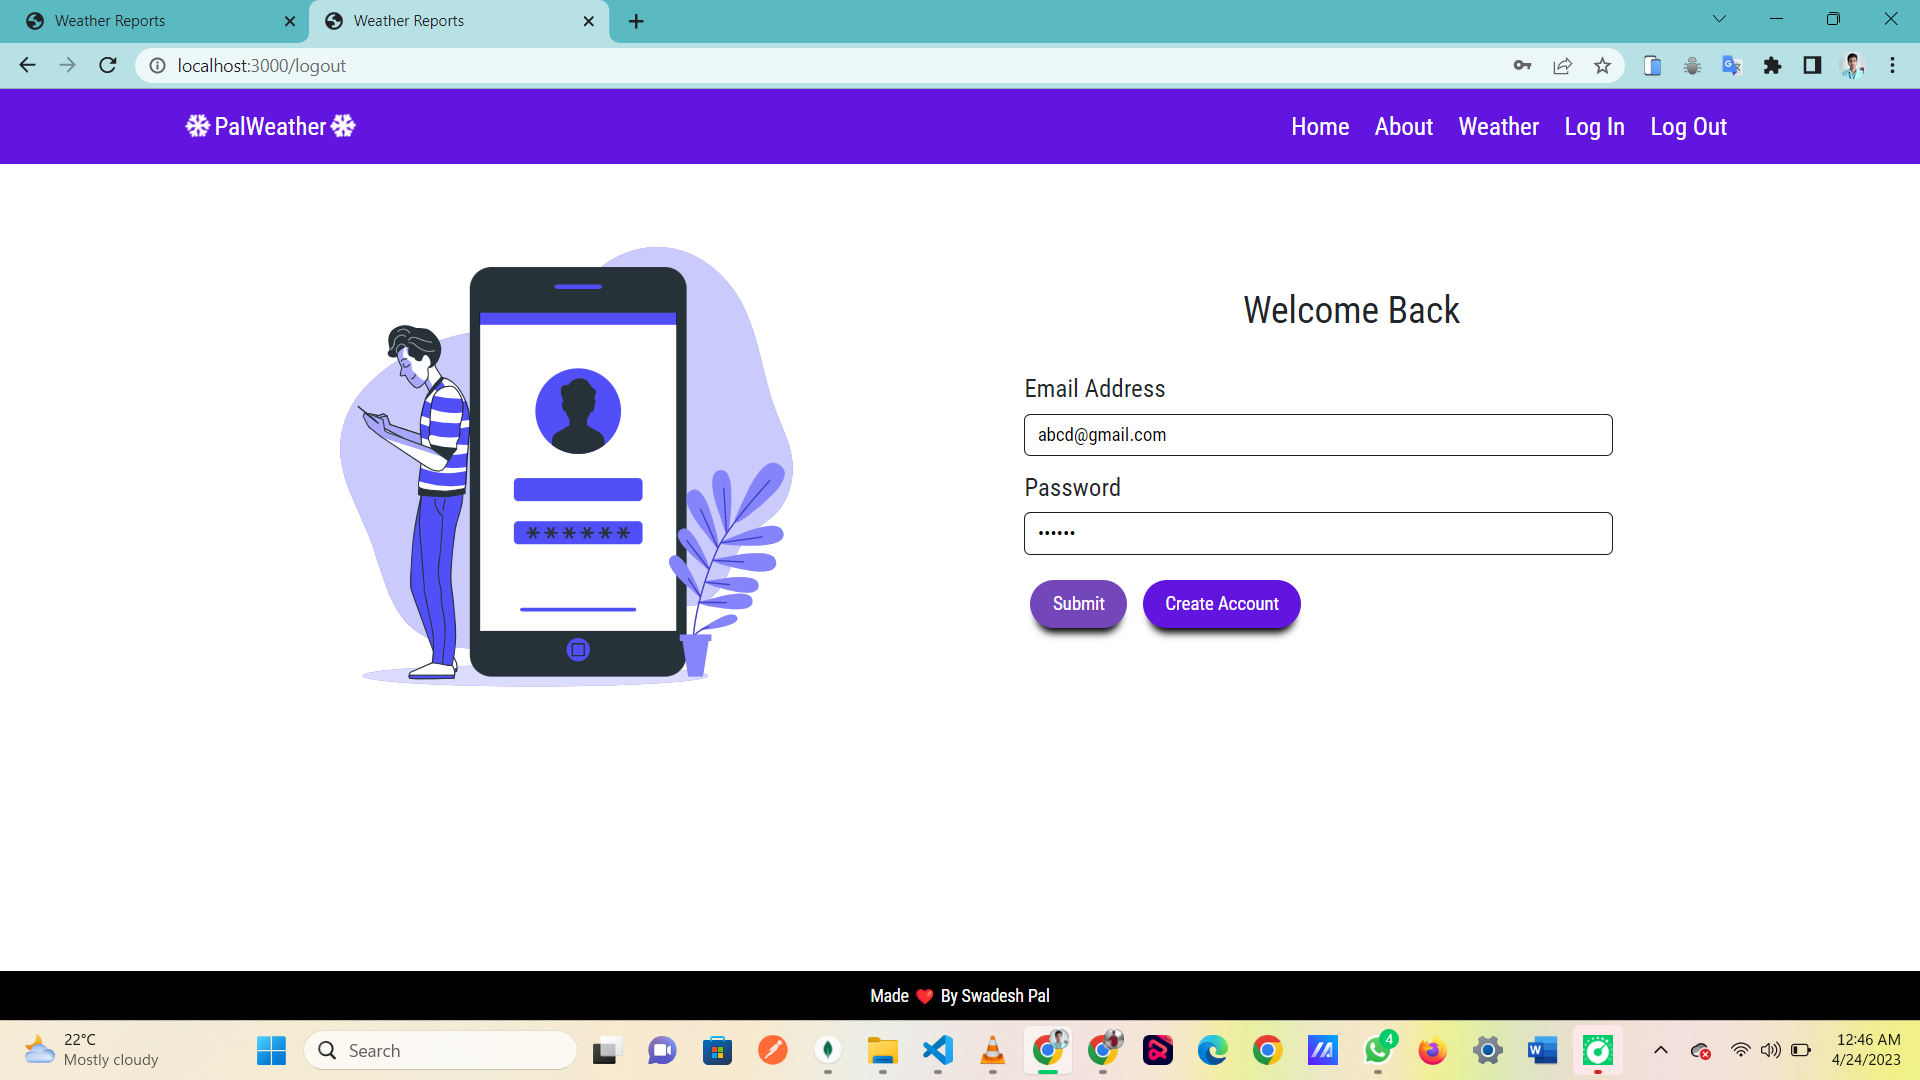 Weather Reports
Weather Reports
localhost:3000/logout
PalWeather
Home About Weather Log In Log Out
Welcome Back
Email Address
abcd@gmail.com
Password
••••••
******
Submit Create Account
Made ❤️ By Swadesh Pal
22°C
Mostly cloudy
Search
4
12:46 AM
4/24/2023